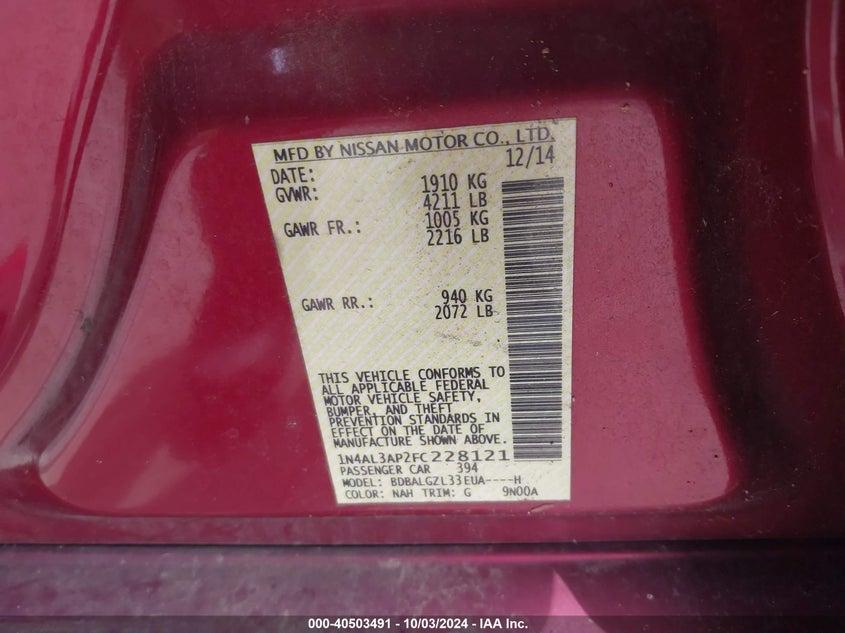 MFD BY NISSAN MOTOR CO., LTD.
DATE: 12/14
GVWR: 1910 KG
4211 LB
GAWR FR.: 1005 KG
2216 LB
GAWR RR.: 940 KG
2072 LB
THIS VEHICLE CONFORMS TO
ALL APPLICABLE FEDERAL
MOTOR VEHICLE SAFETY,
BUMPER, AND THEFT
PREVENTION STANDARDS IN
EFFECT ON THE DATE OF
MANUFACTURE SHOWN ABOVE.
1N4AL3AP2FC228121
PASSENGER CAR 394
MODEL: BDBALGZL33EUA----H
COLOR: NAH TRIM: G 9N00A
000-40503491 - 10/03/2024 - IAA Inc.